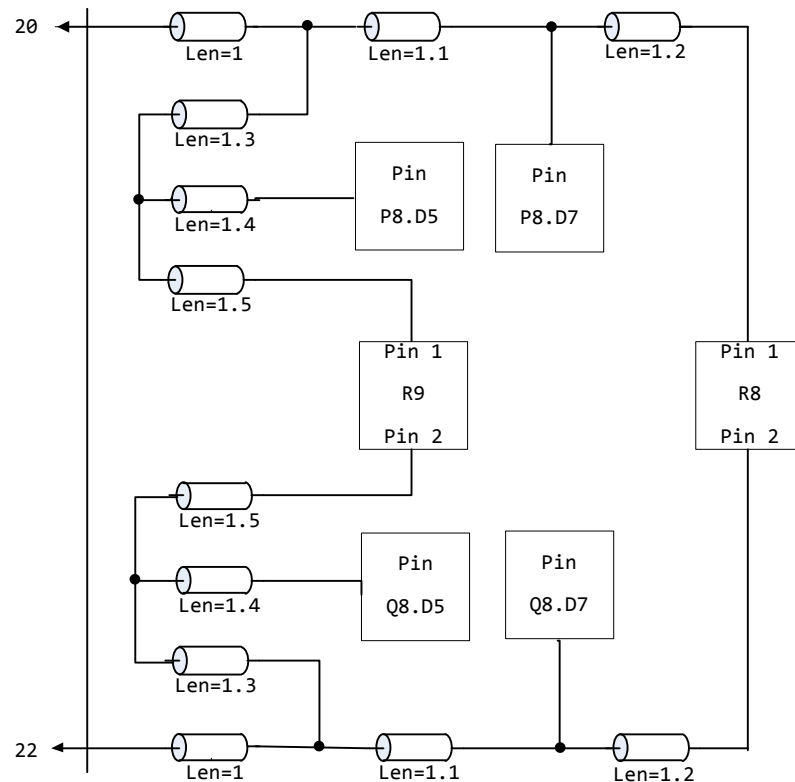 20
Len=1
Len=1.1
Len=1.2
Len=1.3
Len=1.4
Pin
P8.D5
Pin
P8.D7
Len=1.5
Pin 1
R9
Pin 2
Pin 1
R8
Pin 2
Len=1.5
Len=1.4
Pin
Q8.D5
Pin
Q8.D7
Len=1.3
22
Len=1
Len=1.1
Len=1.2